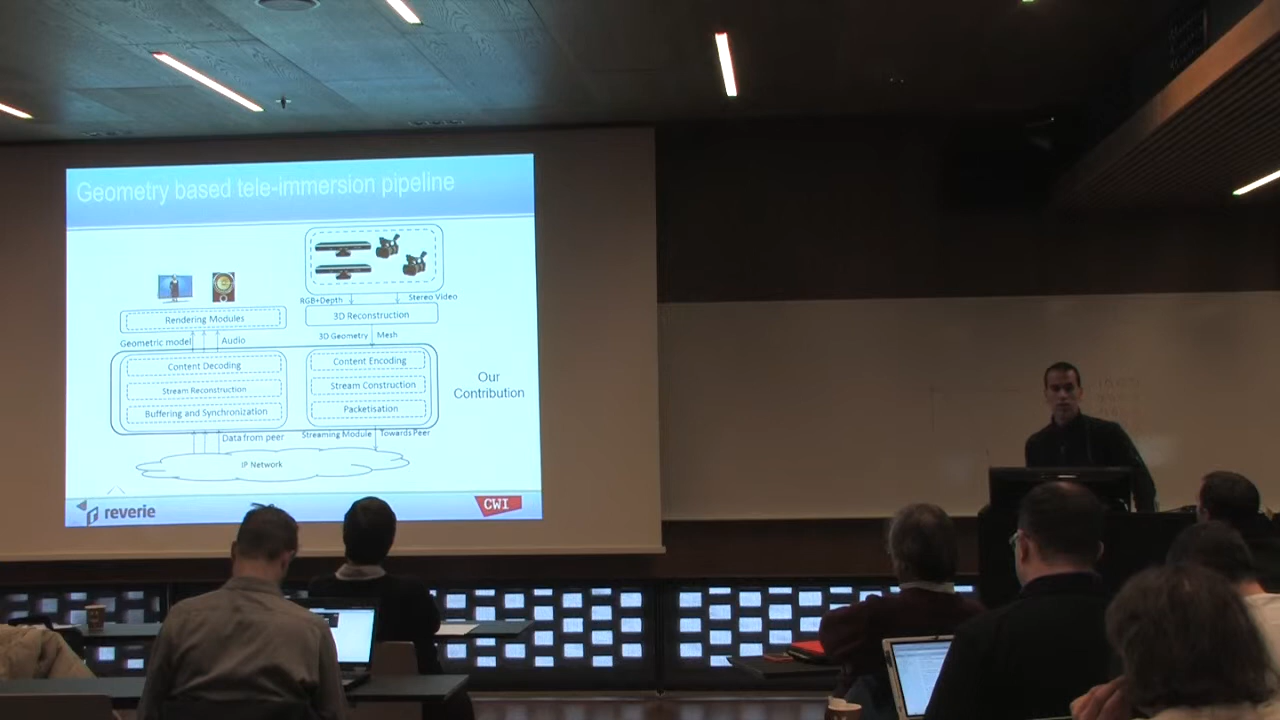 Geometry based tele-immersion pipeline
RGB+Depth
Stereo Video
Rendering Modules
3D Reconstruction
Geometric model
Audio
3D Geometry
Mesh
Content Decoding
Content Encoding
Stream Reconstruction
Stream Construction
Buffering and Synchronization
Packetisation
Our
Contribution
Data from peer
Streaming Module
Towards Peer
IP Network
reverie
CWI